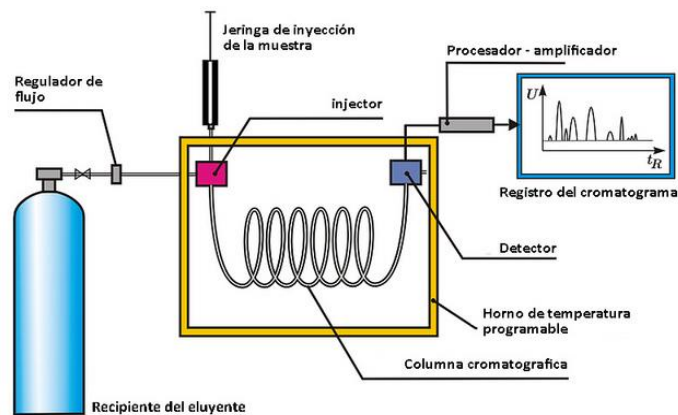 Jeringa de inyección
de la muestra
Procesador - amplificador
Regulador de
flujo
injector
U
t_R
Registro del cromatograma
Detector
Horno de temperatura
programable
Columna cromatografica
Recipiente del eluyente